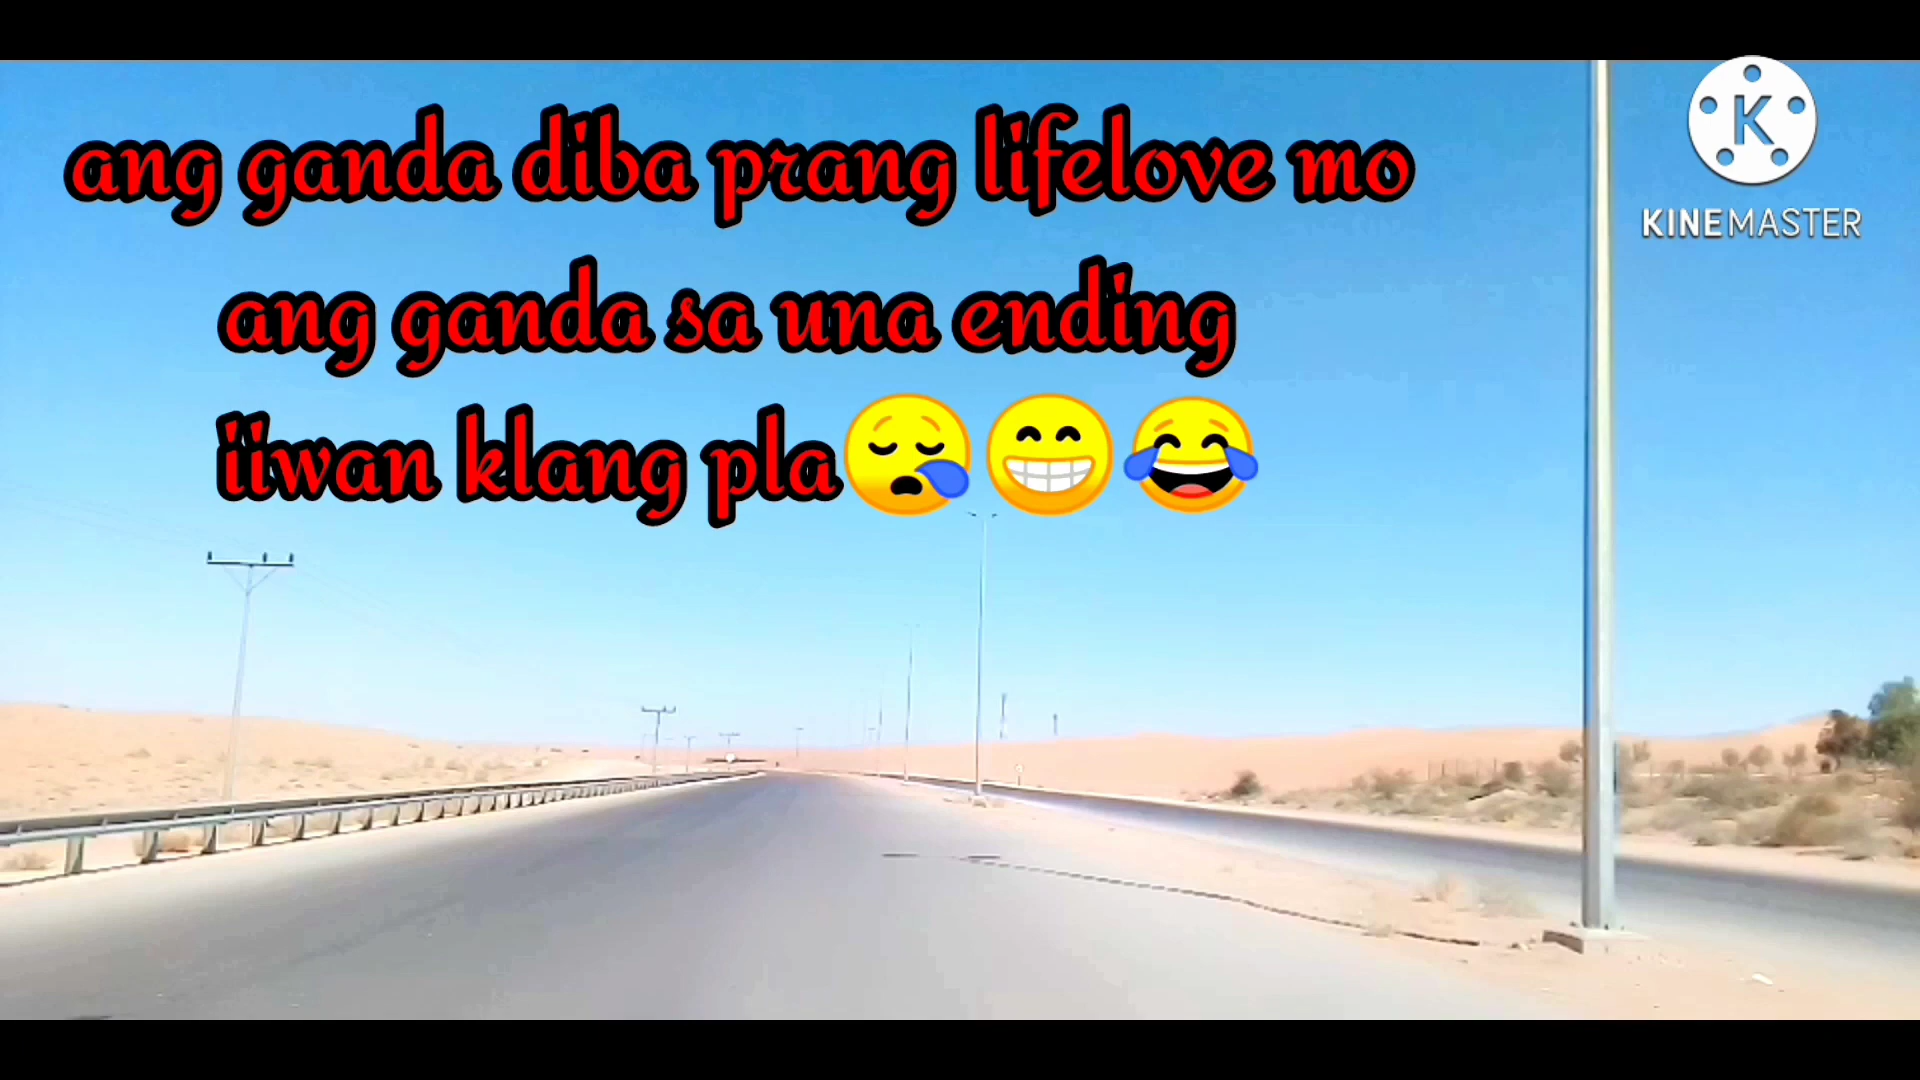 ang ganda diba prang lifelove mo
ang ganda sa una ending
iiwan klang pla😪😁😂
K
KINEMASTER